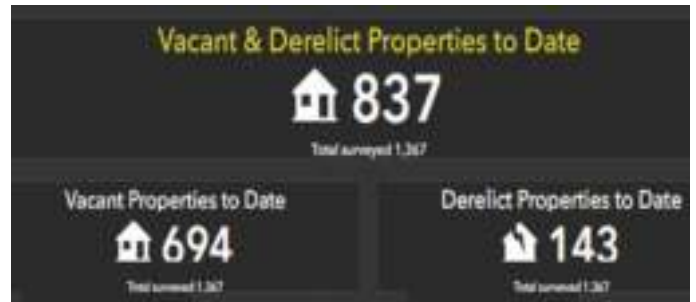 Vacant & Derelict Properties to Date
837
Total surveyed 1,367
Vacant Properties to Date
694
Total surveyed 1,367
Derelict Properties to Date
143
Total surveyed 1,367